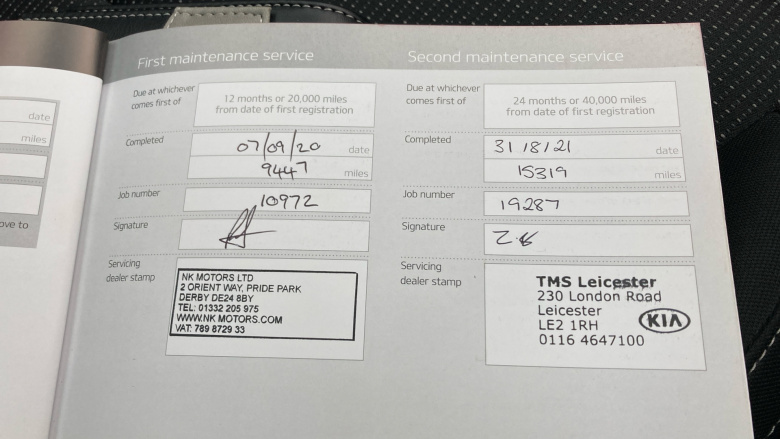 date
miles
ove to
First maintenance service
Due at whichever
comes first of
12 months or 20,000 miles
from date of first registration
Completed
07/09/20 date
9447 miles
Job number
10972
Signature
Servicing
dealer stamp
NK MOTORS LTD
2 ORIENT WAY, PRIDE PARK
DERBY DE24 8BY
TEL: 01332 205 975
WWW.NK MOTORS.COM
VAT: 789 8729 33
Second maintenance service
Due at whichever
comes first of
24 months or 40,000 miles
from date of first registration
Completed
31/8/21 date
15319 miles
Job number
19287
Signature
Servicing
dealer stamp
TMS Leicester
230 London Road
Leicester
LE2 1RH
0116 4647100
KIA